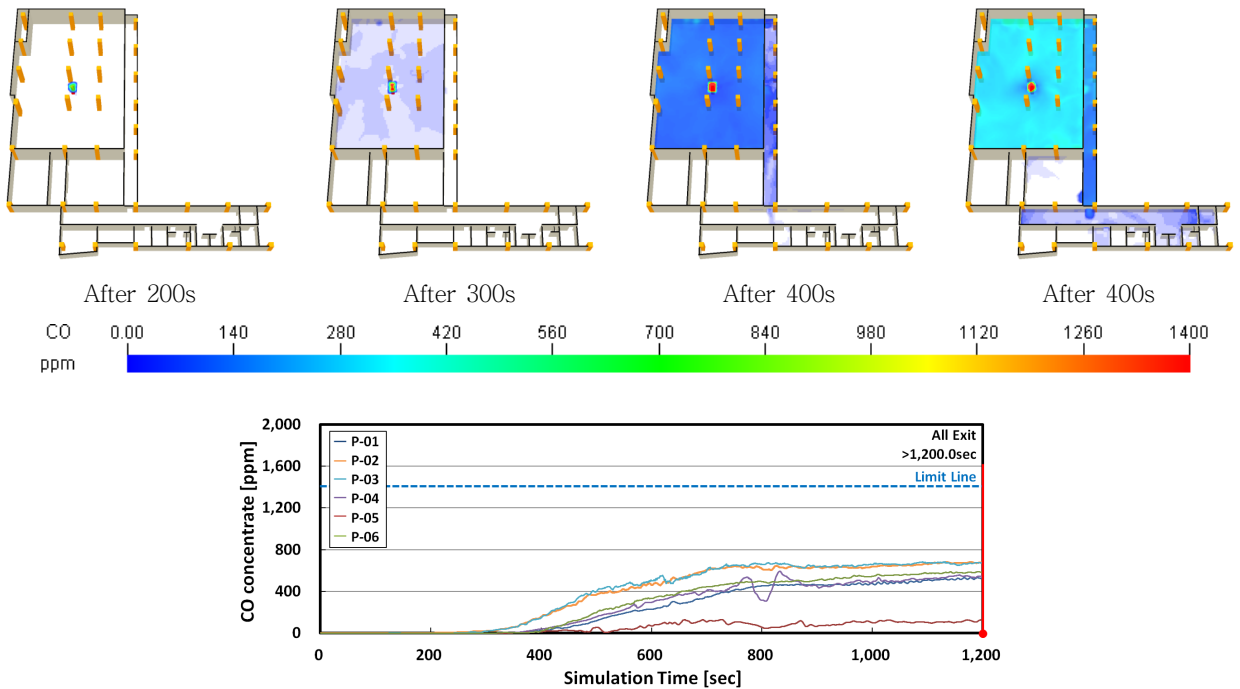 After 200s After 300s After 400s After 400s
CO 0.00 140 280 420 560 700 840 980 1120 1260 1400
ppm
2,000
1,600
1,200
800
400
0
CO concentrate [ppm]
P-01
P-02
P-03
P-04
P-05
P-06
All Exit
>1,200.0sec
Limit Line
0 200 400 600 800 1,000 1,200
Simulation Time [sec]